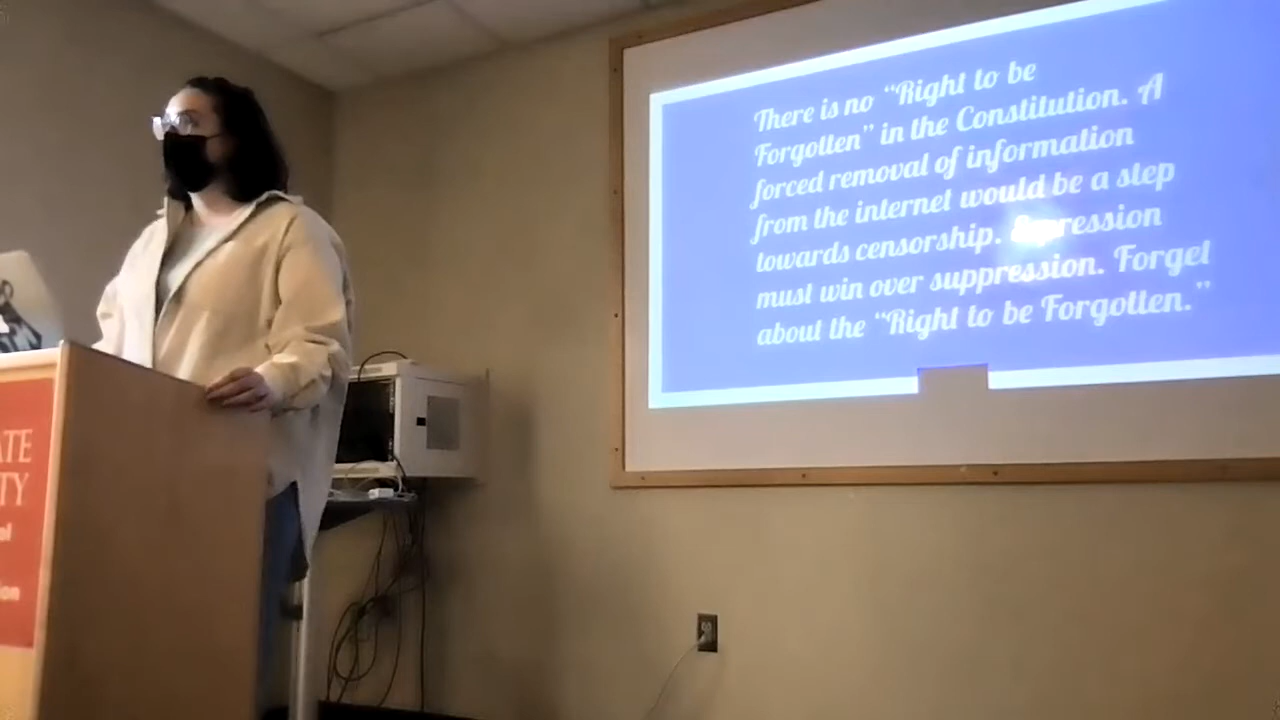 There is no “Right to be
Forgotten” in the Constitution. A
forced removal of information
from the internet would be a step
towards censorship.
must win over suppression. Forget
about the “Right to be Forgotten.”
ATE
TY